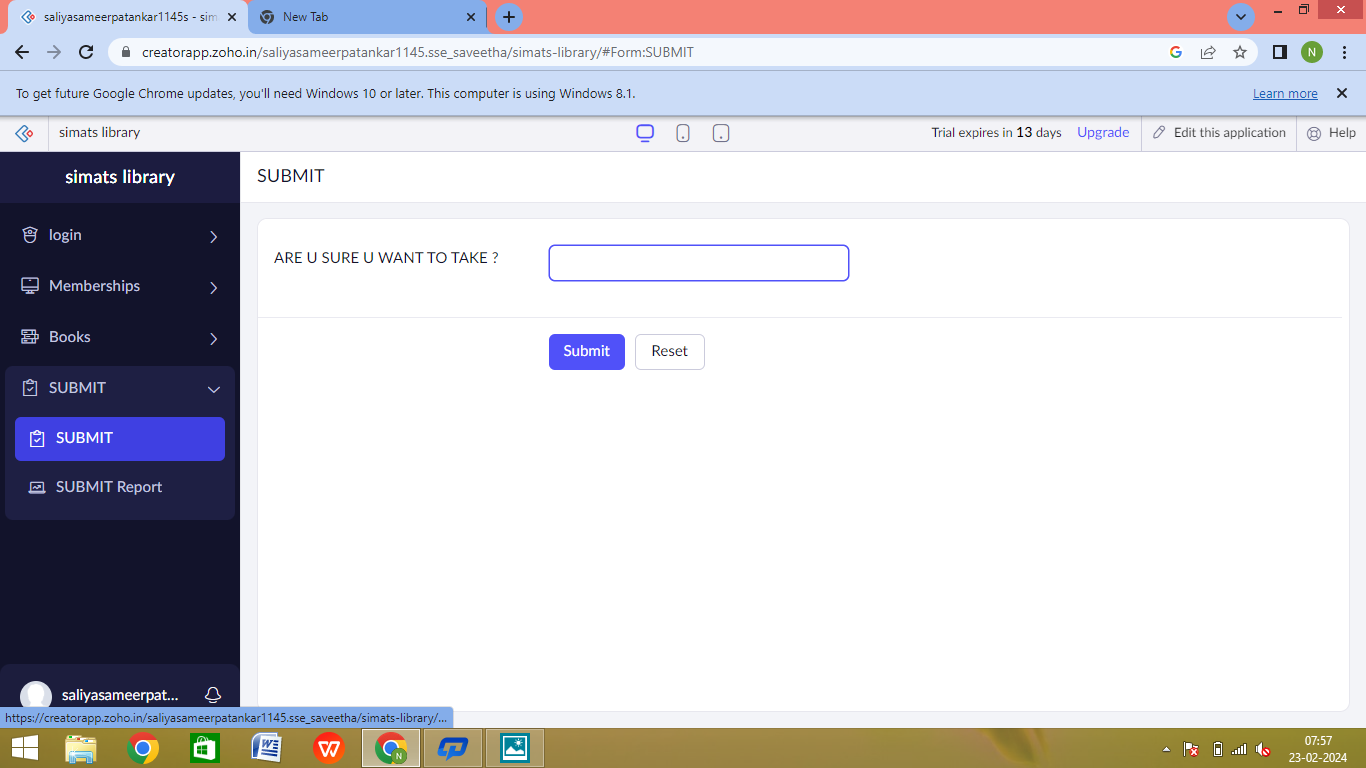 saliyasameerpatankar1145s - sim
New Tab
creatorapp.zoho.in/saliyasameerpatankar1145.sse_saveetha/simats-library/#Form:SUBMIT
N
To get future Google Chrome updates, you'll need Windows 10 or later. This computer is using Windows 8.1.
Learn more
simats library
Trial expires in 13 days
Upgrade
Edit this application
Help
simats library
SUBMIT
login
ARE U SURE U WANT TO TAKE ?
Memberships
Books
Submit
Reset
SUBMIT
SUBMIT
SUBMIT Report
saliyasameerpat...
https://creatorapp.zoho.in/saliyasameerpatankar1145.sse_saveetha/simats-library/...
W
W
N
07:57
23-02-2024